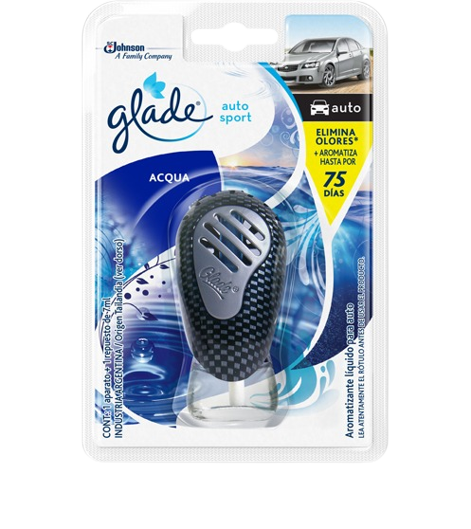 SC Johnson
A Family Company
glade
auto
sport
auto
ELIMINA
OLORES*
+ AROMATIZA
HASTA POR
75
DÍAS
ACQUA
Glade
CONT.: 1 aparato + 1 repuesto de 7ml
INDUSTRIA ARGENTINA / Origen Tailandia (ver dorso)
Aromatizante líquido para auto
LEA ATENTAMENTE EL RÓTULO ANTES DE USAR EL PRODUCTO.